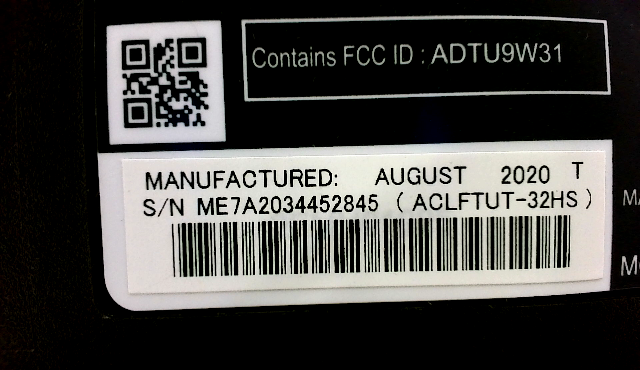 Contains FCC ID : ADTU9W31
MANUFACTURED: AUGUST 2020 T
S/N ME7A2034452845 ( ACLFTUT-32HS )